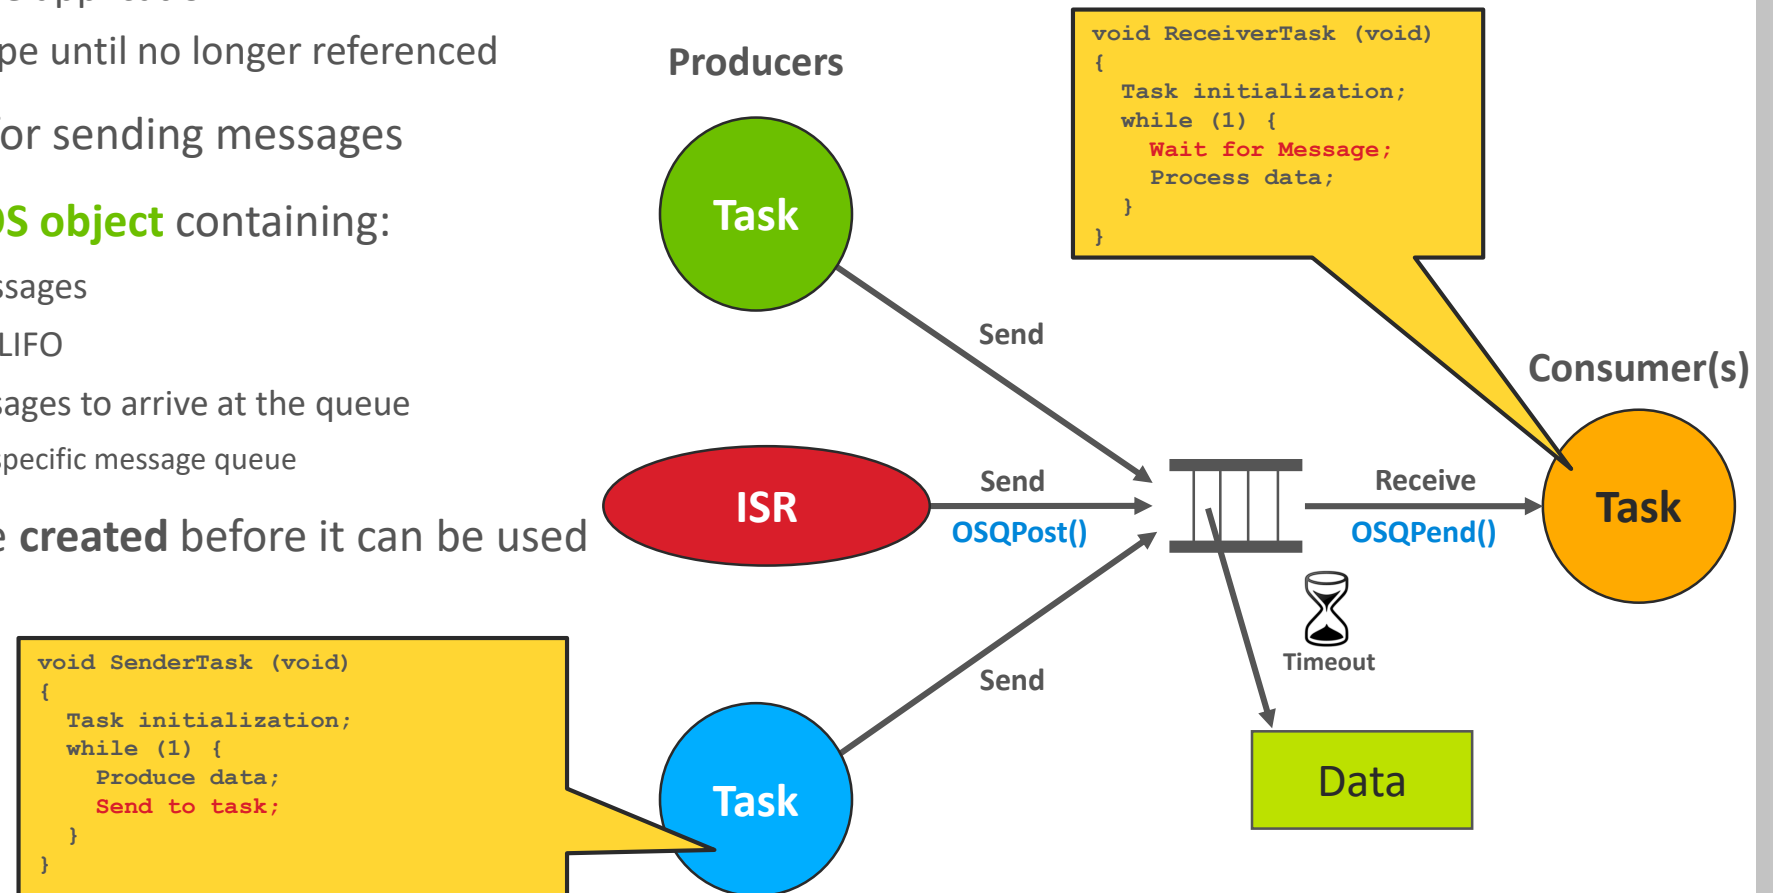 pe until no longer referenced
or sending messages
OS object containing:
ssages
LIFO
sages to arrive at the queue
specific message queue
e created before it can be used
Producers
Task
Send
ISR
Send
OSQPost()
Send
Task
void SenderTask (void)
{
Task initialization;
while (1) {
Produce data;
Send to task;
}
}
void ReceiverTask (void)
{
Task initialization;
while (1) {
Wait for Message;
Process data;
}
}
Consumer(s)
Receive
OSQPend()
Task
Timeout
Data